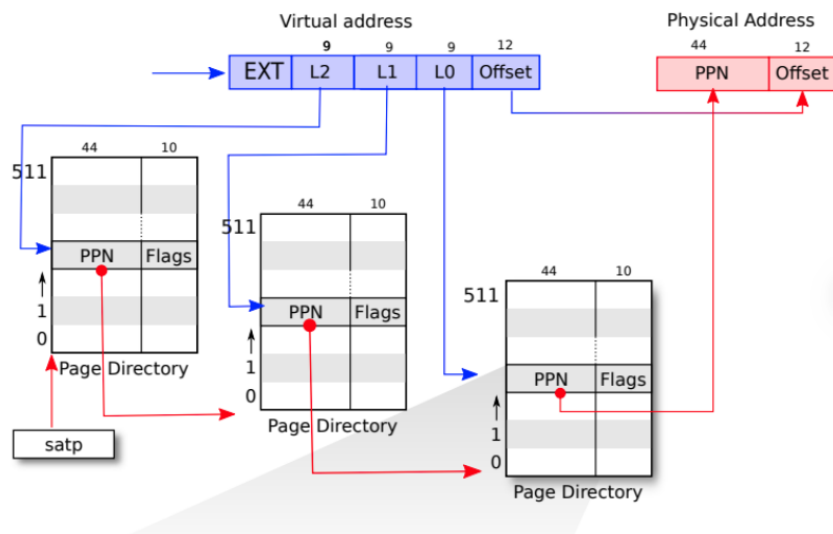 Virtual address
Physical Address
9 9 9 12
44 12
EXT L2 L1 L0 Offset
PPN Offset
44 10
511
PPN Flags
1
0
Page Directory
satp
44 10
511
PPN Flags
1
0
Page Directory
44 10
511
PPN Flags
1
0
Page Directory